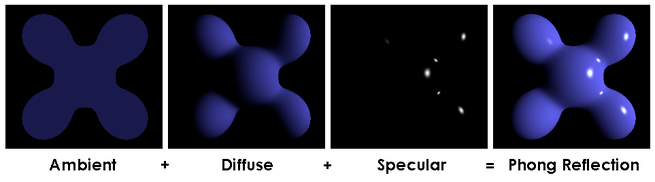 Ambient + Diffuse + Specular = Phong Reflection